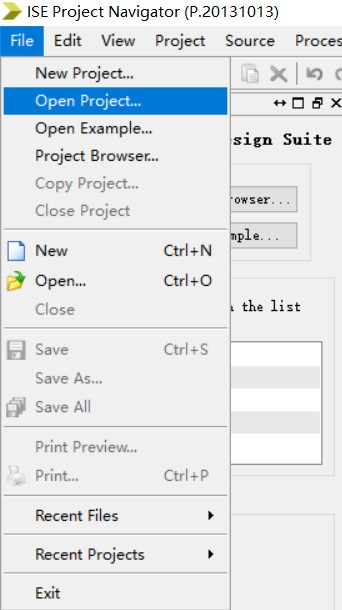 ISE Project Navigator (P.20131013)
File Edit View Project Source Proces
New Project...
Open Project...
sign Suite
Open Example...
Project Browser...
Copy Project...
rowser...
Close Project
mple...
New Ctrl+N
Open... Ctrl+O
Close
the list
Save Ctrl+S
Save As...
Save All
Print Preview...
Print... Ctrl+P
Recent Files
Recent Projects
Exit